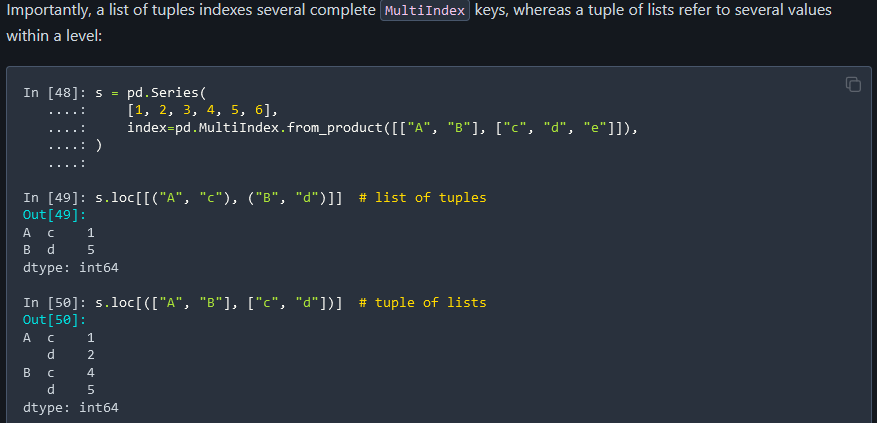 Importantly, a list of tuples indexes several complete MultiIndex keys, whereas a tuple of lists refer to several values
within a level:
In [48]: s = pd.Series(
   ....:     [1, 2, 3, 4, 5, 6],
   ....:     index=pd.MultiIndex.from_product([["A", "B"], ["c", "d", "e"]]),
   ....: )
   ....:
In [49]: s.loc[[("A", "c"), ("B", "d")]]  # list of tuples
Out[49]:
A  c    1
B  d    5
dtype: int64
In [50]: s.loc[(["A", "B"], ["c", "d"])]  # tuple of lists
Out[50]:
A  c    1
   d    2
B  c    4
   d    5
dtype: int64